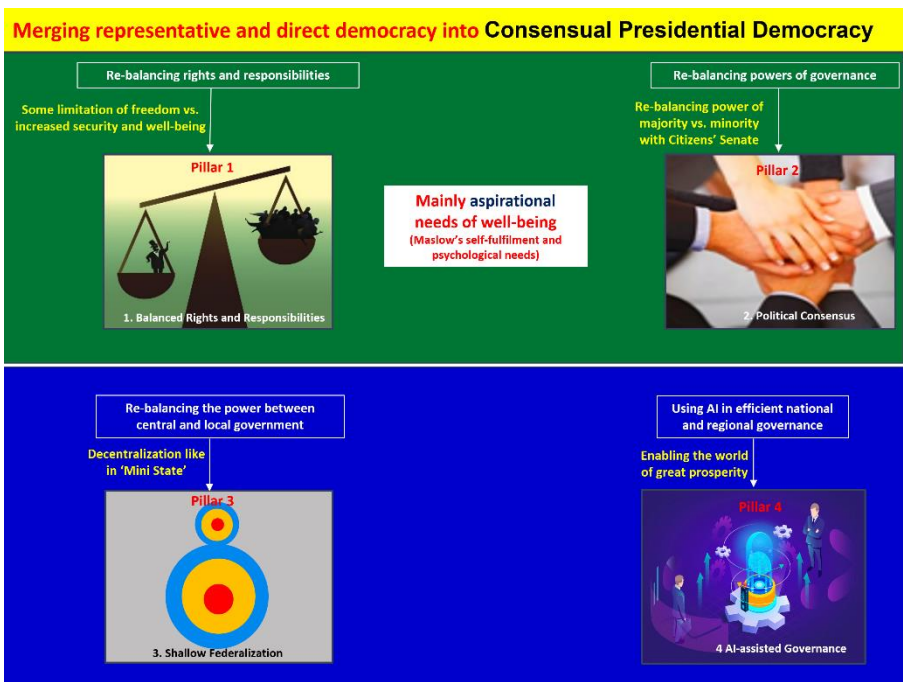 Merging representative and direct democracy into Consensual Presidential Democracy
Re-balancing rights and responsibilities
Some limitation of freedom vs.
increased security and well-being
Pillar 1
1. Balanced Rights and Responsibilities
Mainly aspirational
needs of well-being
(Maslow's self-fulfilment and
psychological needs)
Re-balancing powers of governance
Re-balancing power of
majority vs. minority
with Citizens' Senate
Pillar 2
2. Political Consensus
Re-balancing the power between
central and local government
Decentralization like
in 'Mini State'
Pillar 3
3. Shallow Federalization
Using AI in efficient national
and regional governance
Enabling the world
of great prosperity
Pillar 4
4 AI-assisted Governance